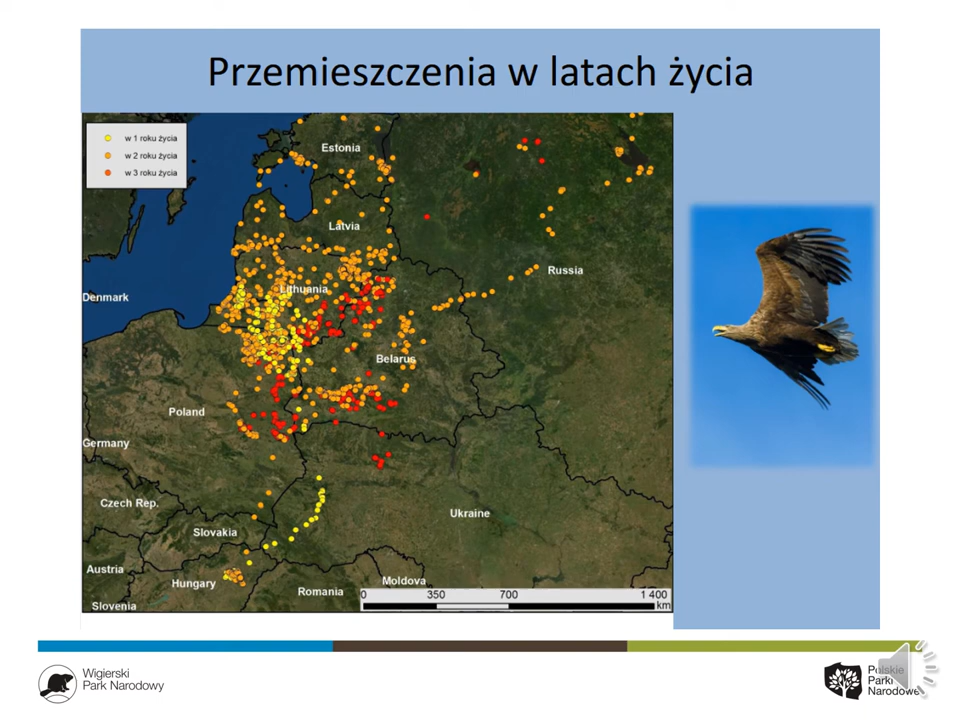 Przemieszczenia w latach życia
w 1 roku życia
w 2 roku życia
w 3 roku życia
Estonia
Latvia
Russia
Lithuania
Denmark
Belarus
Poland
Germany
Czech Rep.
Ukraine
Slovakia
Austria
Hungary
Moldova
Romania
Slovenia
0 350 700 1 400
km
Wigierski
Park Narodowy
Polskie
Parki
Narodowe